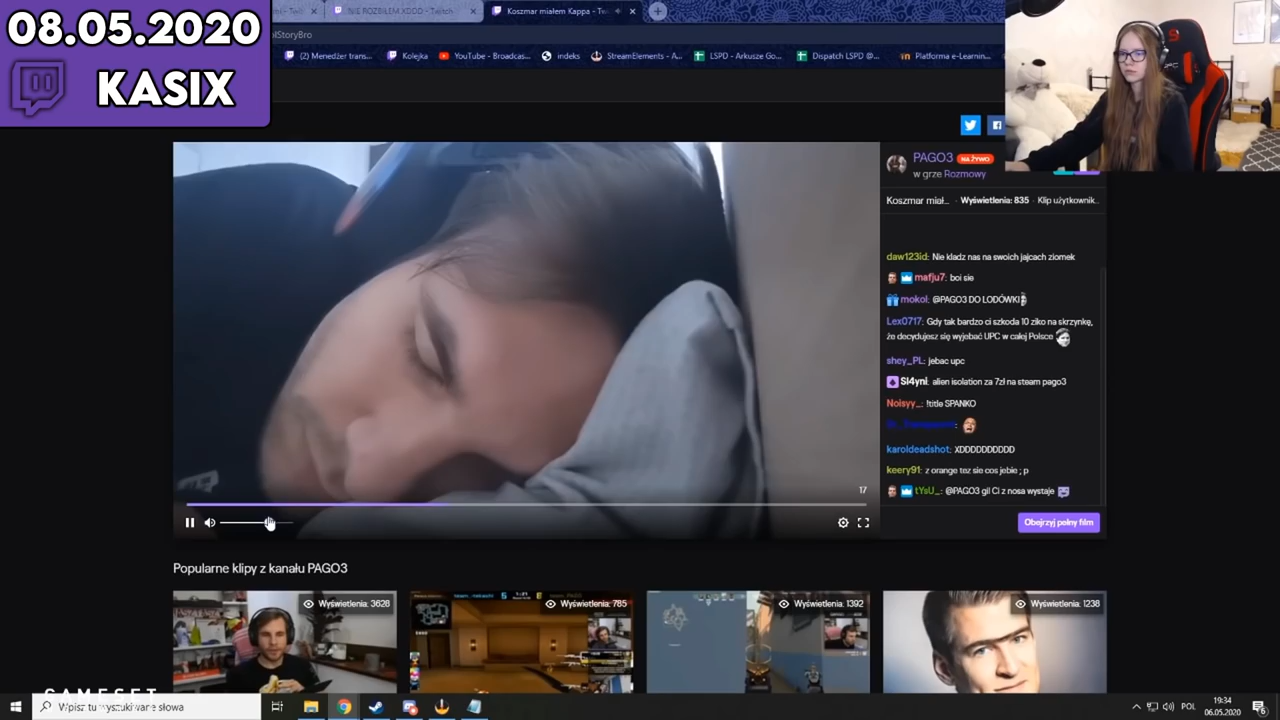 08.05.2020
KASIX
NIE ROZBIŁEM XDDD - Twitch
Koszmar miałem Kappa - Tw
olStoryBro
(2) Menedżer trans...
Kolejka
YouTube - Broadcas...
indeks
StreamElements - A...
LSPD - Arkusze Go...
Dispatch LSPD @...
Platforma e-Learnin...
PAGO3 NA ŻYWO
w grze Rozmowy
Koszmar miał... · Wyświetlenia: 835 · Klip użytkownik...
daw123id: Nie kladz nas na swoich jajcach ziomek
mafju7: boi sie
mokol: @PAGO3 DO LODÓWKI
Lex0717: Gdy tak bardzo ci szkoda 10 ziko na skrzynkę,
że decydujesz się wyjebać UPC w całej Polsce
shey_PL: jebac upc
Sl4yni: alien isolation za 7zł na steam pago3
Noisyy_: !title SPANKO
karoldeadshot: XDDDDDDDDDD
keery91: z orange tez sie cos jebie ; p
tYsU_: @PAGO3 gil Ci z nosa wystaje
17
Obejrzyj pełny film
Popularne klipy z kanału PAGO3
Wyświetlenia: 3628
Wyświetlenia: 785
Wyświetlenia: 1392
Wyświetlenia: 1238
GAMESET
Wpisz tu wyszukiwane słowa
POL
19:34
06.05.2020
6